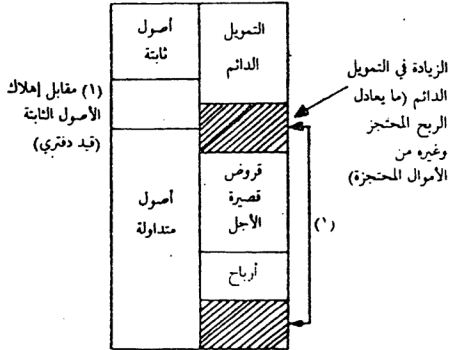 أصول
ثابتة
التمويل
الدائم
(١) مقابل إهلاك
الأصول الثابتة
(قيد دفتري)
الزيادة في التمويل
الدائم (ما يعادل
الربح المحتجز
وغيره من
الأموال المحتجزة)
أصول
متداولة
قروض
قصيرة
الأجل
أرباح
(١)